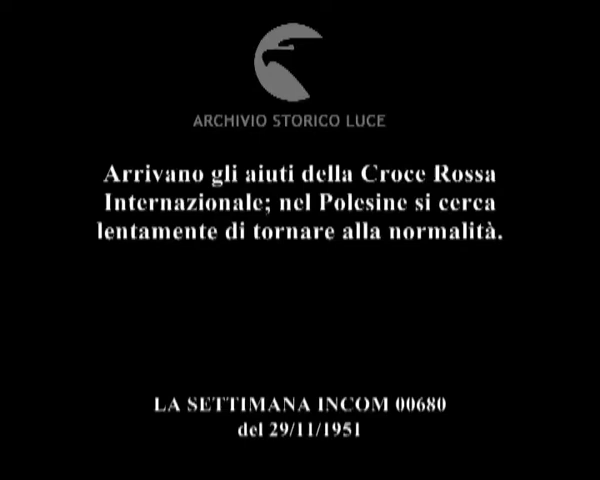 ARCHIVIO STORICO LUCE
Arrivano gli aiuti della Croce Rossa
Internazionale; nel Polesine si cerca
lentamente di tornare alla normalità.
LA SETTIMANA INCOM 00680
del 29/11/1951